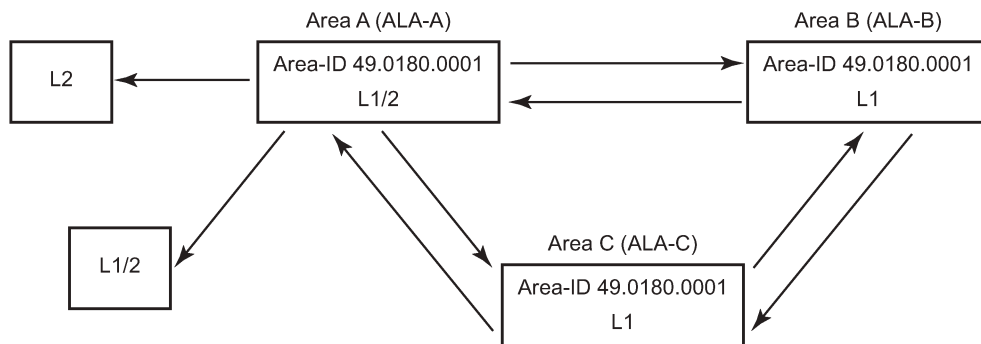 Area A (ALA-A)
Area B (ALA-B)
L2
Area-ID 49.0180.0001
L1/2
Area-ID 49.0180.0001
L1
L1/2
Area C (ALA-C)
Area-ID 49.0180.0001
L1